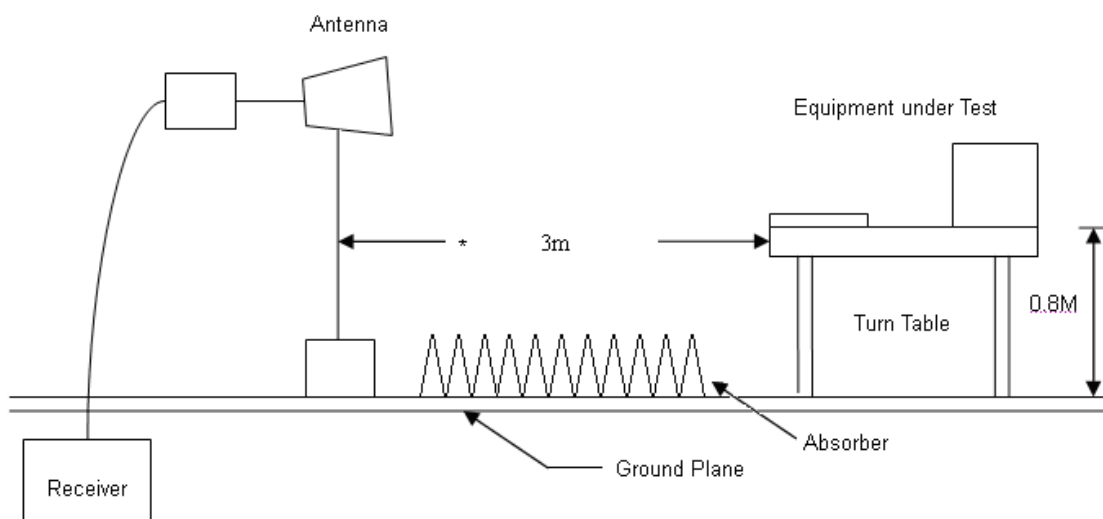 Antenna
Equipment under Test
* 3m
0.8M
Turn Table
Absorber
Ground Plane
Receiver